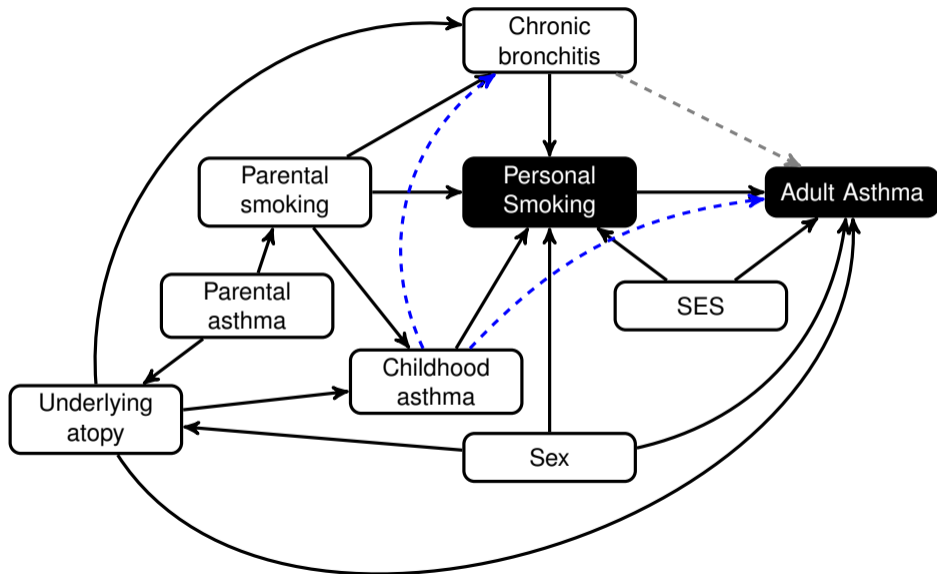 Chronic
bronchitis
Parental
smoking
Personal
Smoking
Adult Asthma
Parental
asthma
SES
Childhood
asthma
Underlying
atopy
Sex